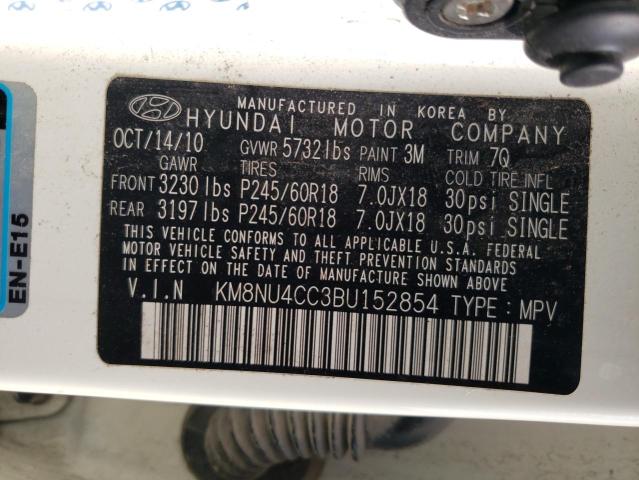 MANUFACTURED IN KOREA BY
HYUNDAI MOTOR COMPANY
OCT/14/10 GVWR 5732lbs PAINT 3M TRIM 7Q
GAWR TIRES RIMS COLD TIRE INFL
FRONT 3230 lbs P245/60R18 7.0JX18 30psi SINGLE
REAR 3197 lbs P245/60R18 7.0JX18 30psi SINGLE
THIS VEHICLE CONFORMS TO ALL APPLICABLE U.S.A. FEDERAL
MOTOR VEHICLE SAFETY AND THEFT PREVENTION STANDARDS
IN EFFECT ON THE DATE OF MANUFACTURE SHOWN ABOVE
V.I.N KM8NU4CC3BU152854 TYPE : MPV
EN-E15